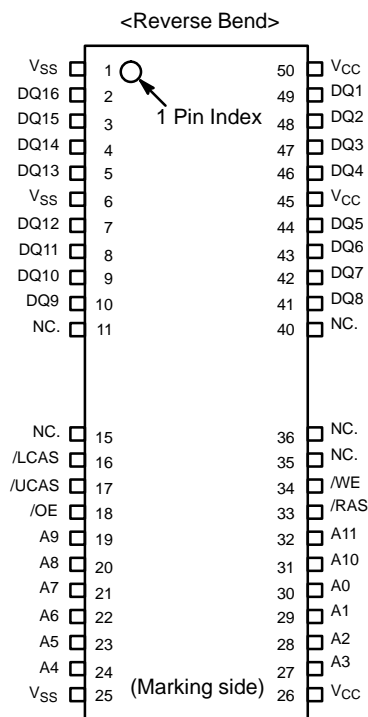 <Reverse Bend>
VSS 1 50 VCC
DQ16 2 49 DQ1
DQ15 3 1 Pin Index 48 DQ2
DQ14 4 47 DQ3
DQ13 5 46 DQ4
VSS 6 45 VCC
DQ12 7 44 DQ5
DQ11 8 43 DQ6
DQ10 9 42 DQ7
DQ9 10 41 DQ8
NC. 11 40 NC.
NC. 15 36 NC.
/LCAS 16 35 NC.
/UCAS 17 34 /WE
/OE 18 33 /RAS
A9 19 32 A11
A8 20 31 A10
A7 21 30 A0
A6 22 29 A1
A5 23 28 A2
A4 24 27 A3
VSS 25 (Marking side) 26 VCC